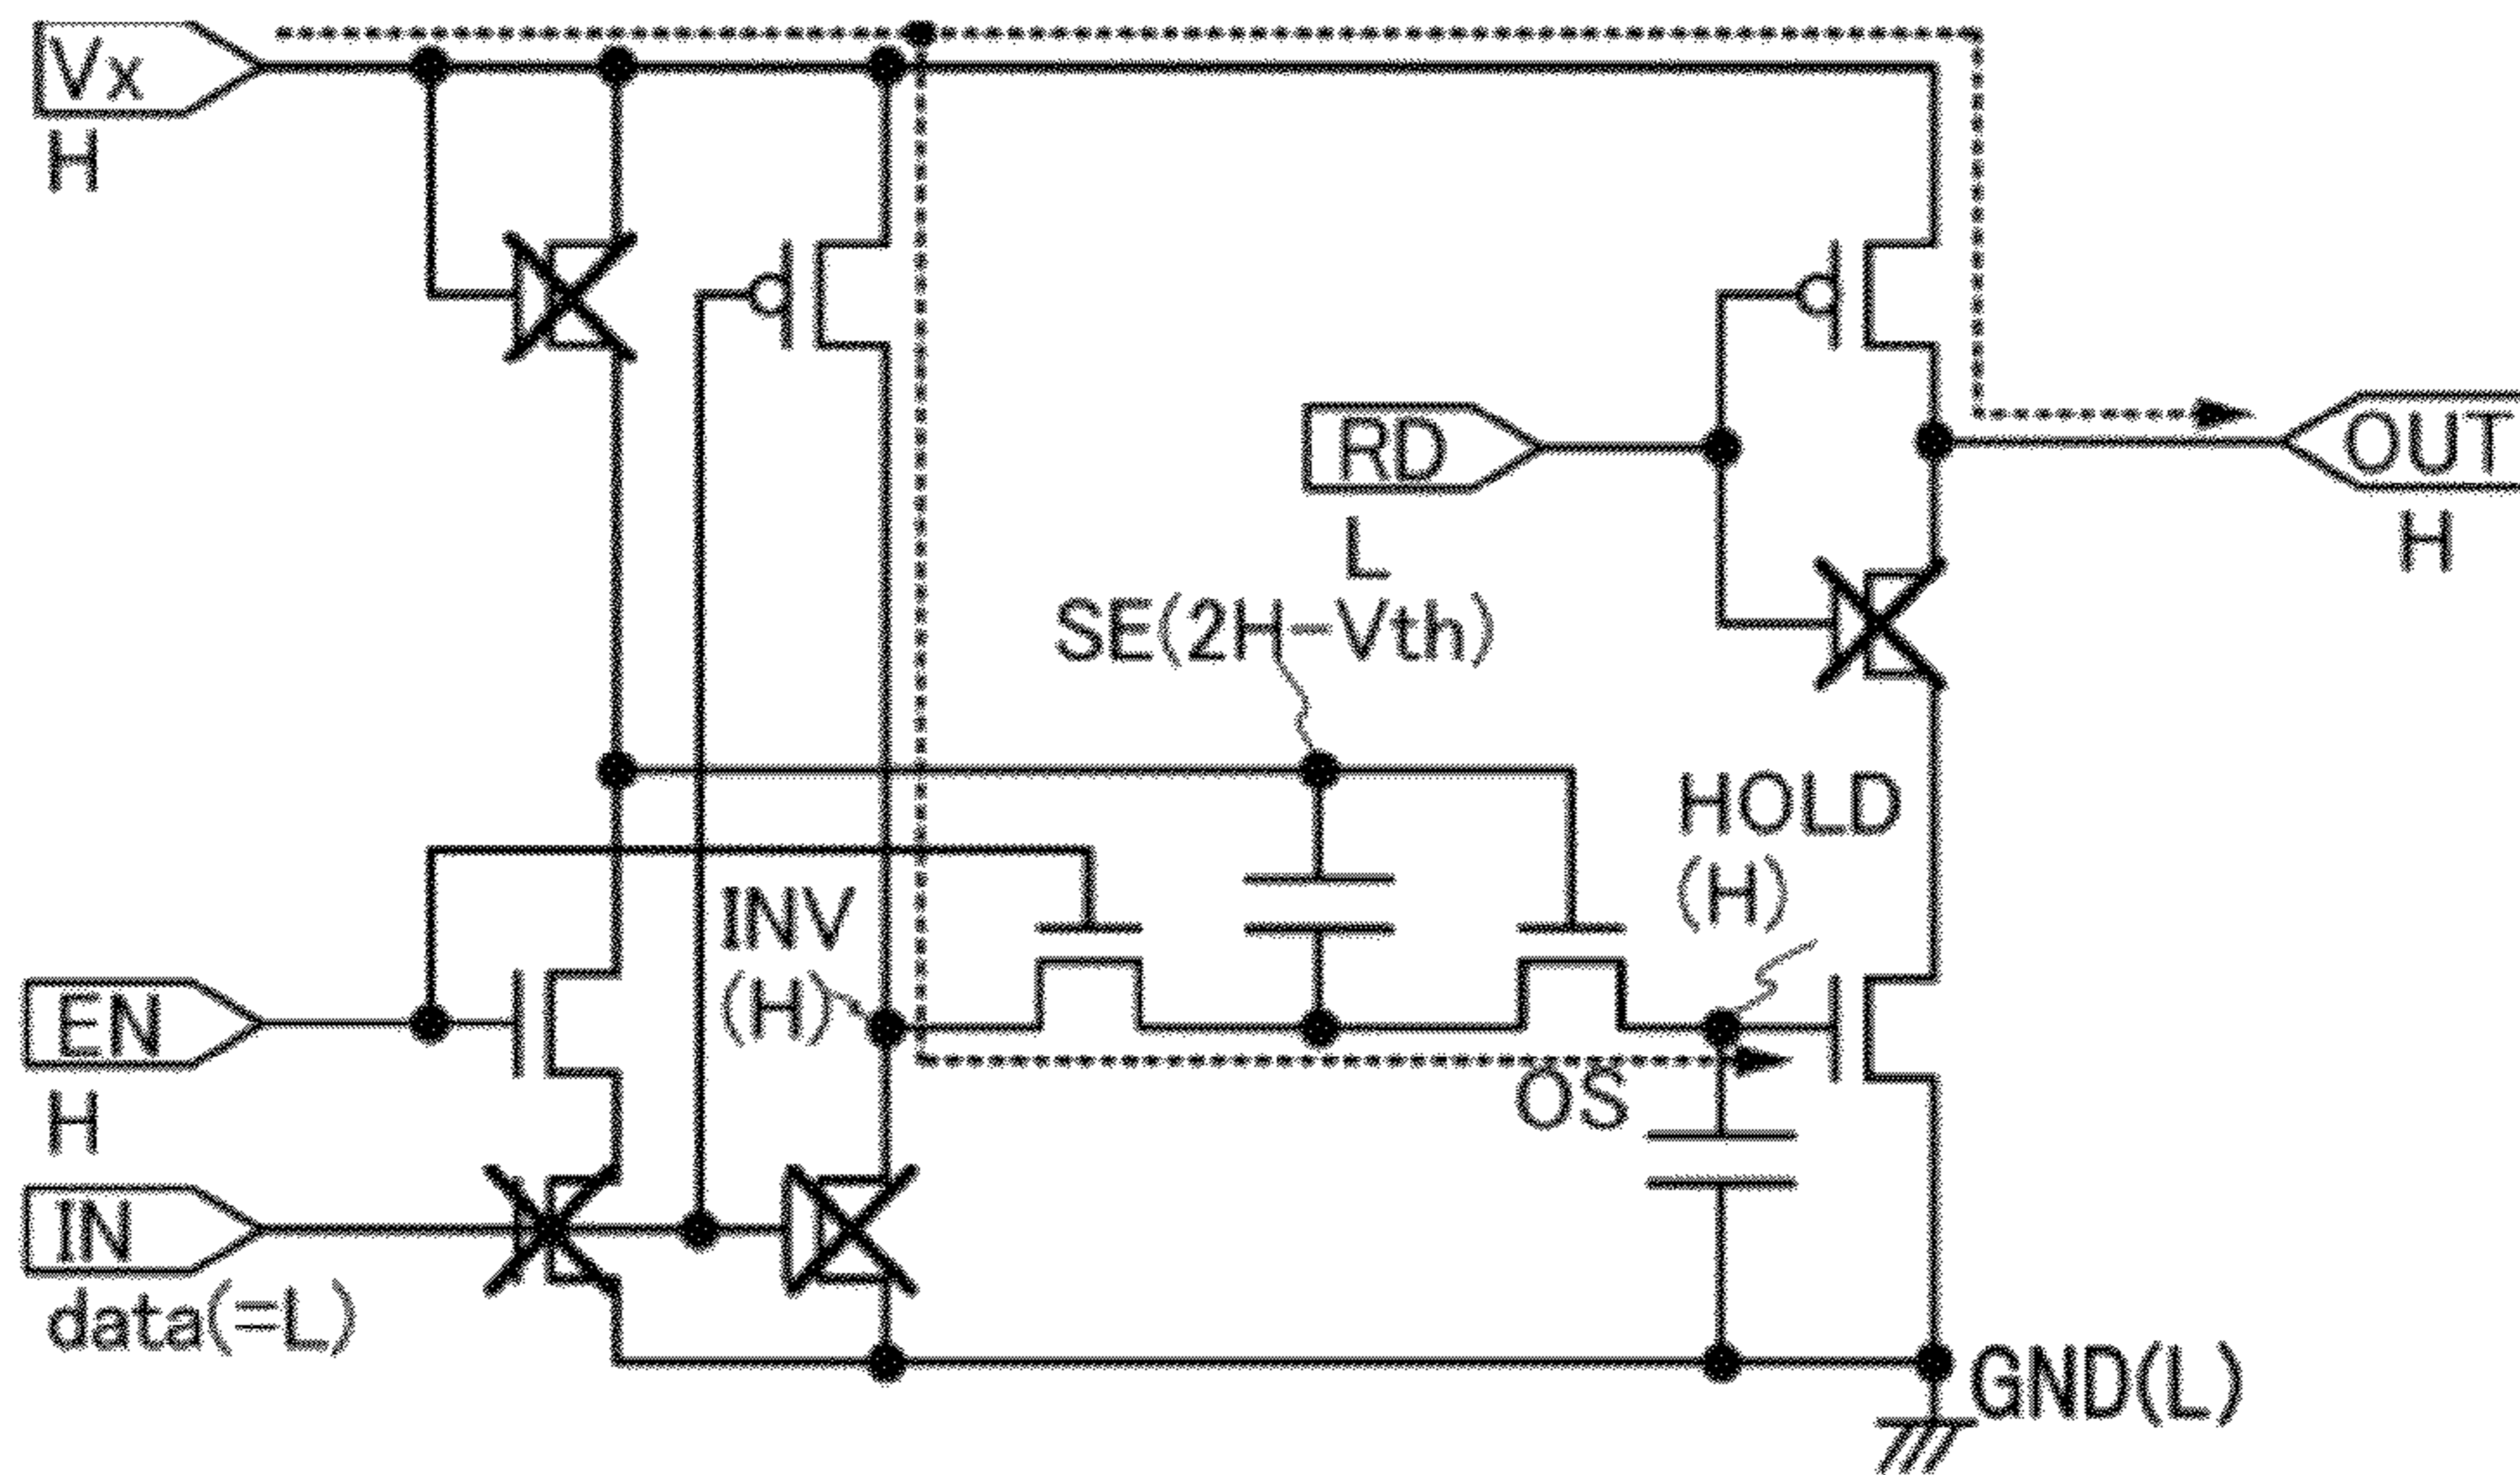 Vx
H
RD
L
OUT
H
SE(2H-Vth)
HOLD
(H)
INV
(H)
EN
H
OS
IN
data(=L)
GND(L)